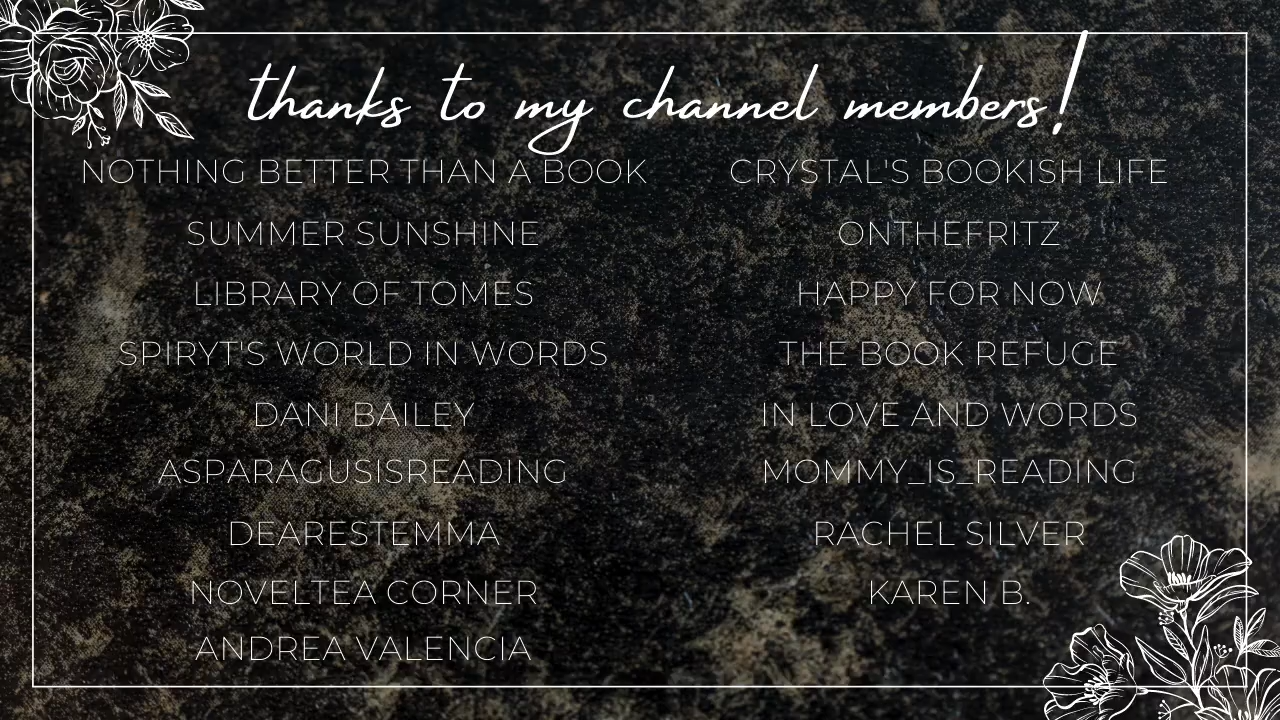 thanks to my channel members!
NOTHING BETTER THAN A BOOK
SUMMER SUNSHINE
LIBRARY OF TOMES
SPIRYT'S WORLD IN WORDS
DANI BAILEY
ASPARAGUSISREADING
DEARESTEMMA
NOVELTEA CORNER
ANDREA VALENCIA
CRYSTAL'S BOOKISH LIFE
ONTHEFRITZ
HAPPY FOR NOW
THE BOOK REFUGE
IN LOVE AND WORDS
MOMMY_IS_READING
RACHEL SILVER
KAREN B.